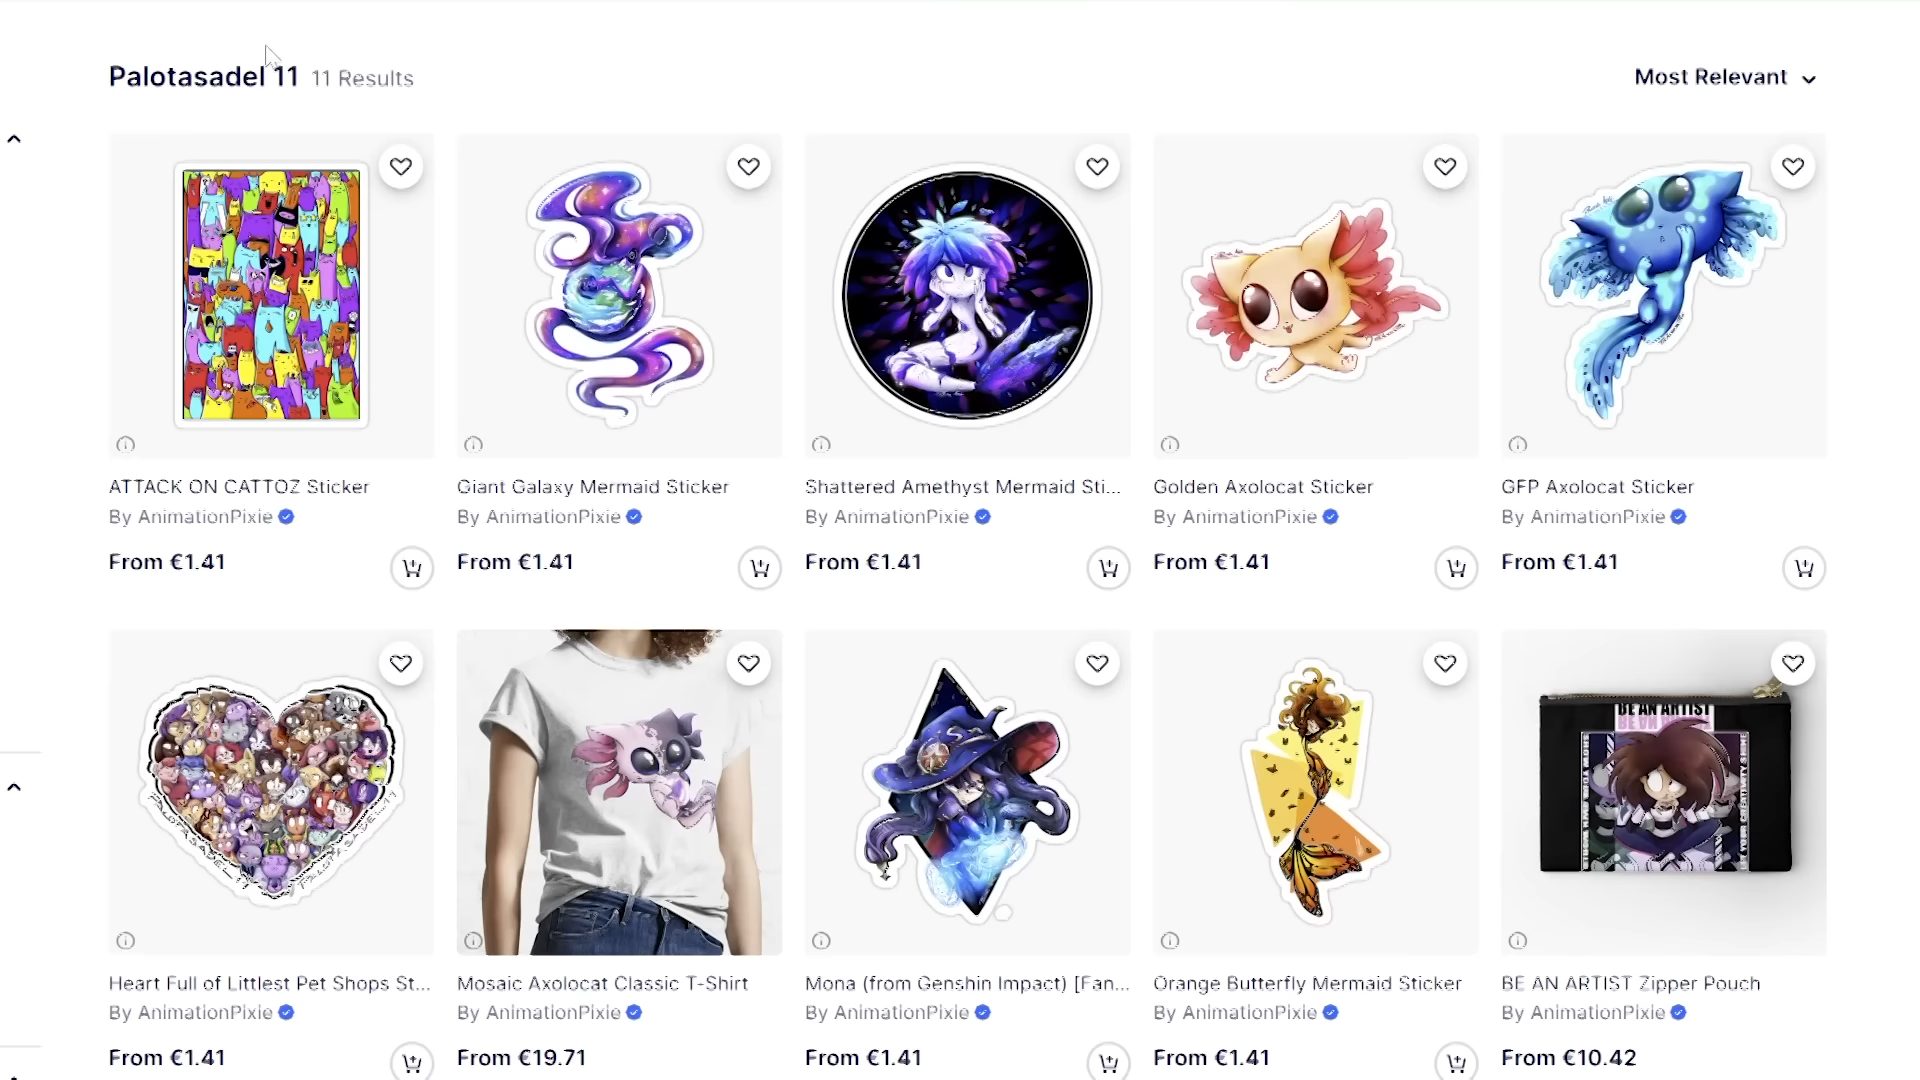 Palotasadel 11 11 Results
Most Relevant
ATTACK ON CATTOZ Sticker
By AnimationPixie
From €1.41
Giant Galaxy Mermaid Sticker
By AnimationPixie
From €1.41
Shattered Amethyst Mermaid Sti...
By AnimationPixie
From €1.41
Golden Axolocat Sticker
By AnimationPixie
From €1.41
GFP Axolocat Sticker
By AnimationPixie
From €1.41
BE AN ARTIST
BE AN ARTIST
Heart Full of Littlest Pet Shops St...
By AnimationPixie
From €1.41
Mosaic Axolocat Classic T-Shirt
By AnimationPixie
From €19.71
Mona (from Genshin Impact) [Fan...
By AnimationPixie
From €1.41
Orange Butterfly Mermaid Sticker
By AnimationPixie
From €1.41
BE AN ARTIST Zipper Pouch
By AnimationPixie
From €10.42